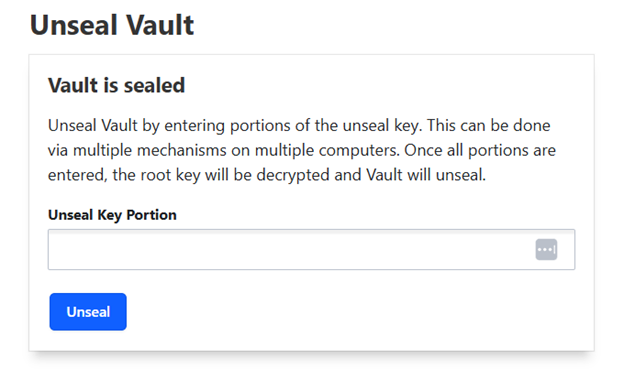 Unseal Vault
Vault is sealed
Unseal Vault by entering portions of the unseal key. This can be done
via multiple mechanisms on multiple computers. Once all portions are
entered, the root key will be decrypted and Vault will unseal.
Unseal Key Portion
Unseal